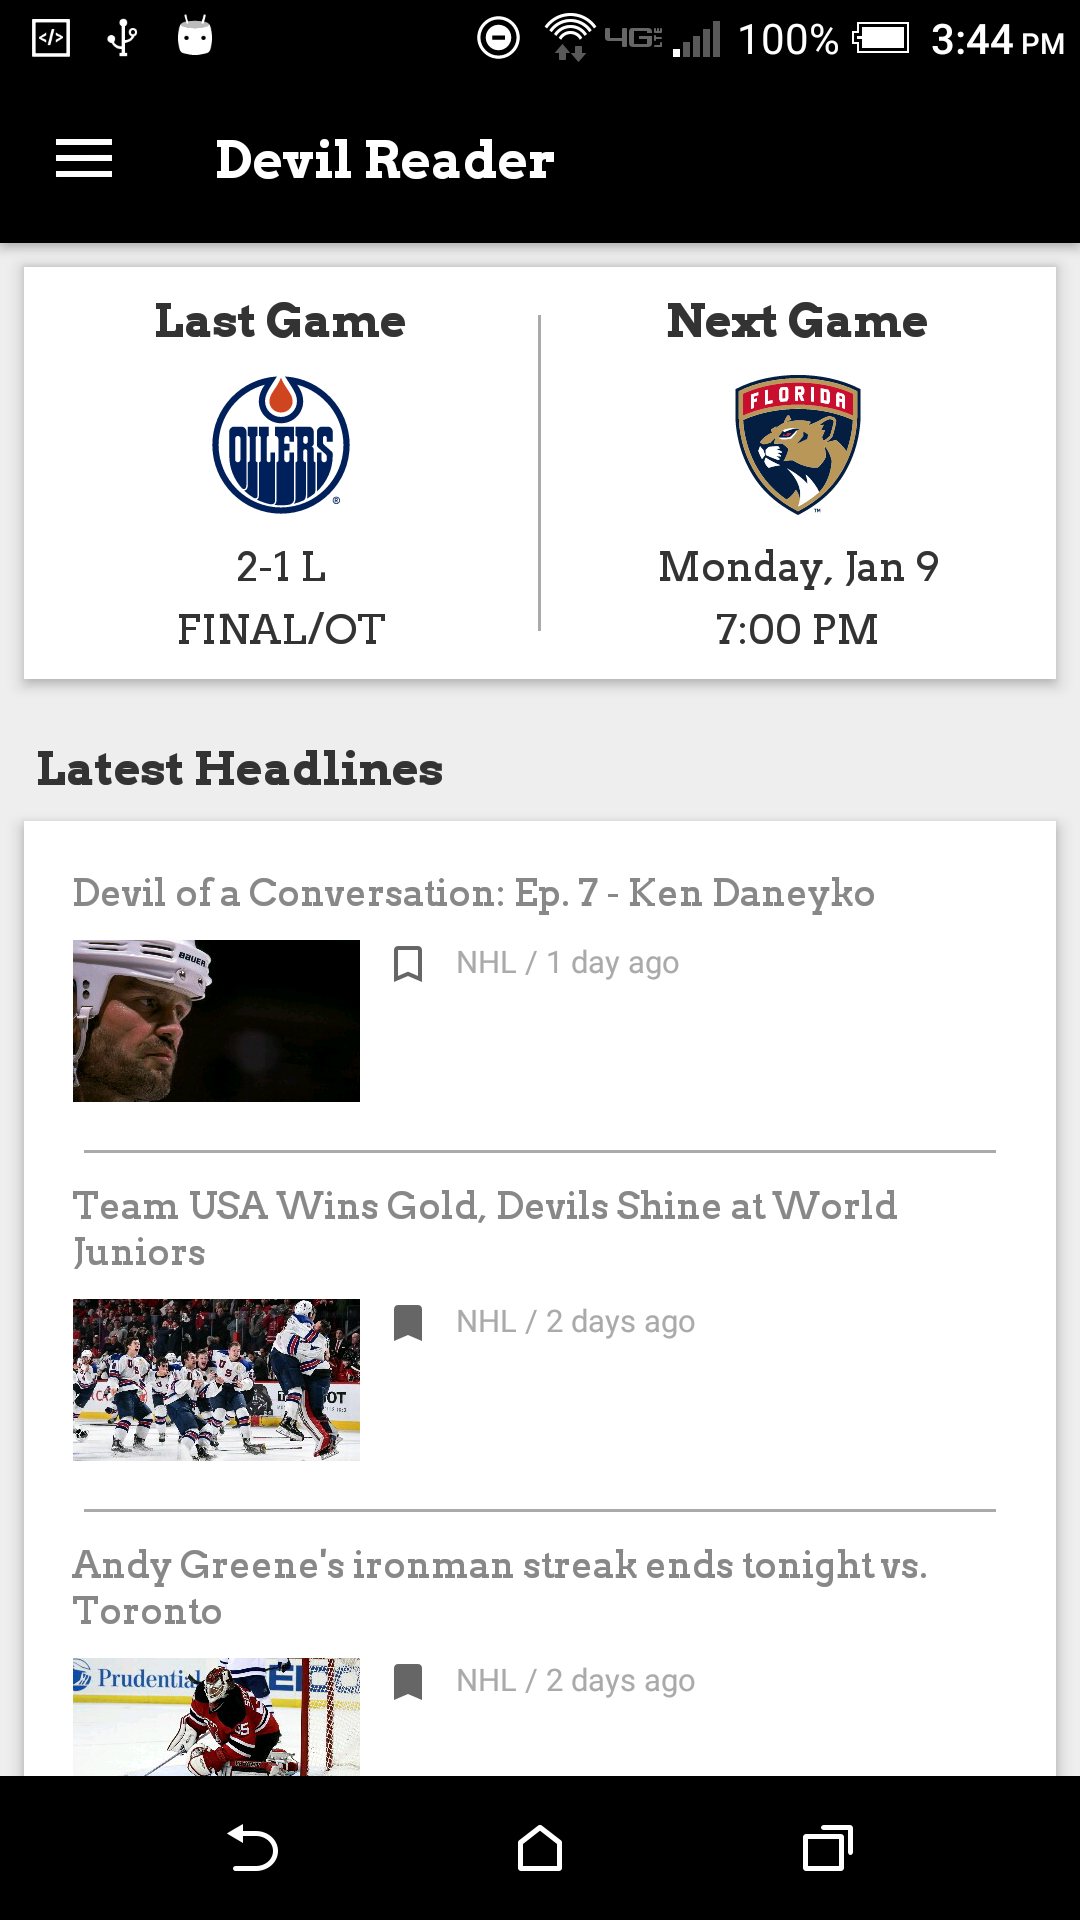 4G LTE 100% 3:44 PM
Devil Reader
Last Game
Next Game
OILERS
FLORIDA
2-1 L
Monday, Jan 9
FINAL/OT
7:00 PM
Latest Headlines
Devil of a Conversation: Ep. 7 - Ken Daneyko
BAUER
NHL / 1 day ago
Team USA Wins Gold, Devils Shine at World
Juniors
NHL / 2 days ago
Andy Greene's ironman streak ends tonight vs.
Toronto
Prudential
NHL / 2 days ago